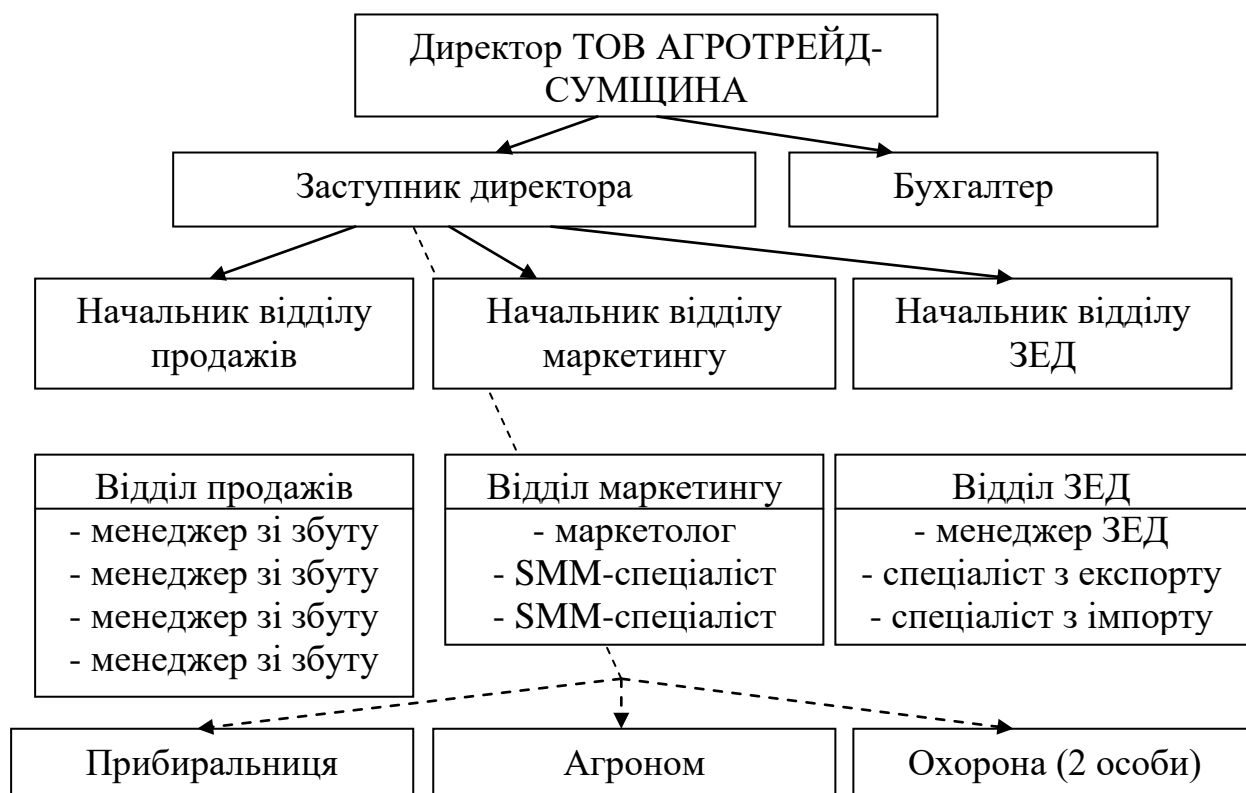 Директор ТОВ АГРОТРЕЙД-
СУМЩИНА
Заступник директора
Бухгалтер
Начальник відділу
продажів
Начальник відділу
маркетингу
Начальник відділу
ЗЕД
Відділ продажів
- менеджер зі збуту
- менеджер зі збуту
- менеджер зі збуту
- менеджер зі збуту
Відділ маркетингу
- маркетолог
- SMM-спеціаліст
- SMM-спеціаліст
Відділ ЗЕД
- менеджер ЗЕД
- спеціаліст з експорту
- спеціаліст з імпорту
Прибиральниця
Агроном
Охорона (2 особи)